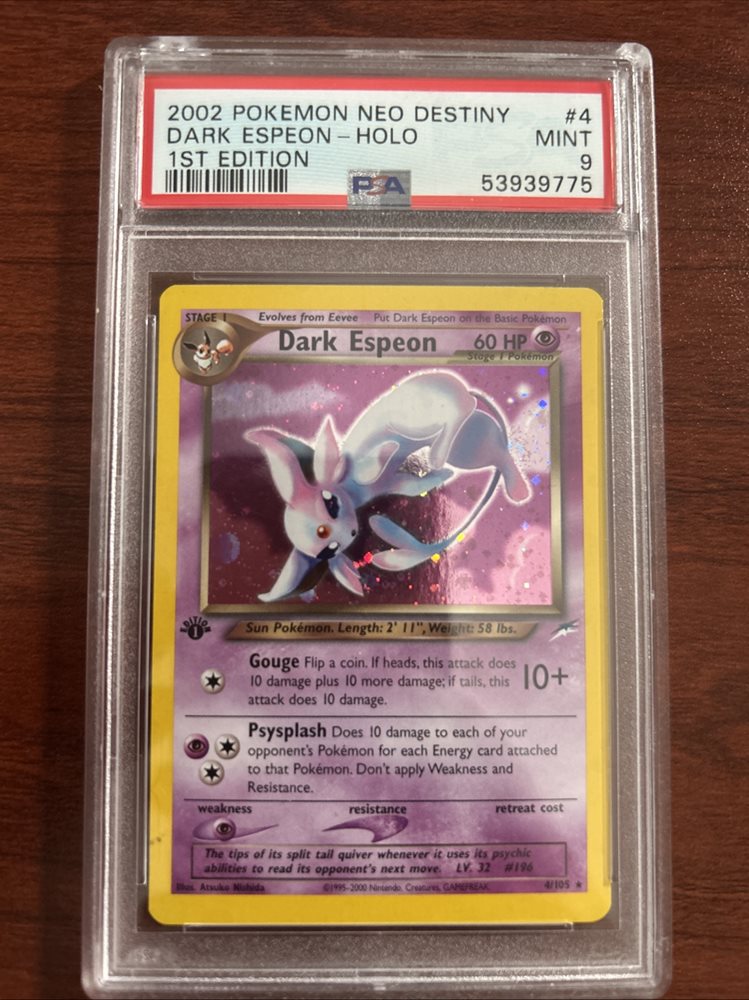 2002 POKEMON NEO DESTINY #4
DARK ESPEON - HOLO MINT
1ST EDITION 9
PSA 53939775
STAGE 1 Evolves from Eevee Put Dark Espeon on the Basic Pokémon
Dark Espeon 60 HP
Stage 1 Pokémon
EDITION 1
Sun Pokémon. Length: 2' 11", Weight: 58 lbs.
Gouge Flip a coin. If heads, this attack does
10 damage plus 10 more damage; if tails, this 10+
attack does 10 damage.
Psysplash Does 10 damage to each of your
opponent's Pokémon for each Energy card attached
to that Pokémon. Don't apply Weakness and
Resistance.
weakness resistance retreat cost
The tips of its split tail quiver whenever it uses its psychic
abilities to read its opponent's next move. LV. 32 #196
Illus. Atsuko Nishida ©1995-2000 Nintendo, Creatures, GAMEFREAK. 4/105 ★